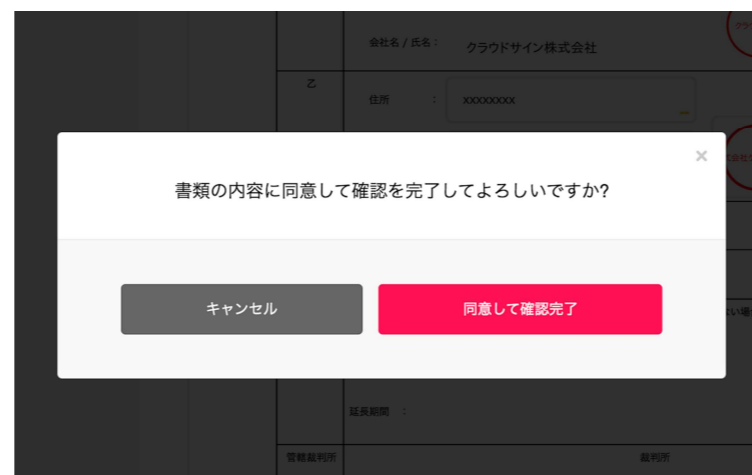 会社名 / 氏名：
クラウドサイン株式会社
乙
住所 ：
xxxxxxxx
×
書類の内容に同意して確認を完了してよろしいですか?
キャンセル
同意して確認完了
延長期間 ：
管轄裁判所
裁判所